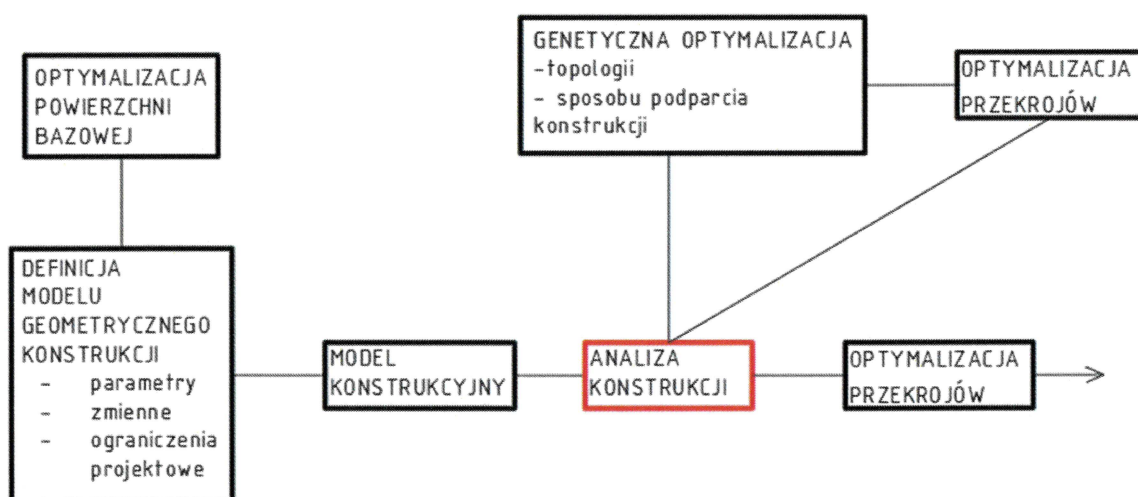 OPTYMALIZACJA
POWIERZCHNI
BAZOWEJ
GENETYCZNA OPTYMALIZACJA
-topologii
- sposobu podparcia
konstrukcji
OPTYMALIZACJA
PRZEKROJÓW
DEFINICJA
MODELU
GEOMETRYCZNEGO
KONSTRUKCJI
- parametry
- zmienne
- ograniczenia
projektowe
MODEL
KONSTRUKCYJNY
ANALIZA
KONSTRUKCJI
OPTYMALIZACJA
PRZEKROJÓW